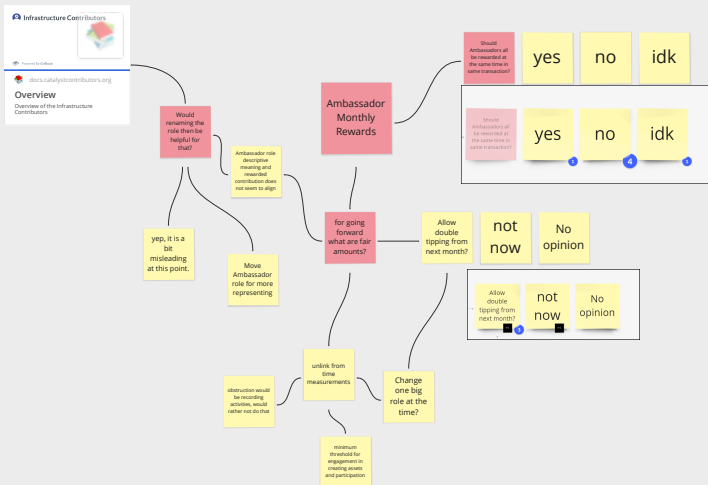 Infrastructure Contributors
Powered by GitBook
docs.catalystcontributors.org
Overview
Overview of the Infrastructure
Contributors
Would
renaming the
role then be
helpful for
that?
Ambassador role
descriptive
meaning and
rewarded
contribution does
not seem to align
yep, it is a
bit
misleading
at this point.
Move
Ambassador
role for more
representing
Ambassador
Monthly
Rewards
for going
forward
what are fair
amounts?
Should
Ambassadors all
be rewarded at
the same time in
same transaction?
yes
no
idk
Should
Ambassadors all
be rewarded at
the same time in
same transaction?
yes
no
idk
4
Allow
double
tipping from
next month?
not
now
No
opinion
Allow
double
tipping from
next month?
not
now
No
opinion
unlink from
time
measurements
obstruction would
be recording
activities, would
rather not do that
Change
one big
role at the
time?
minimum
threshold for
engagement in
creating assets
and participation